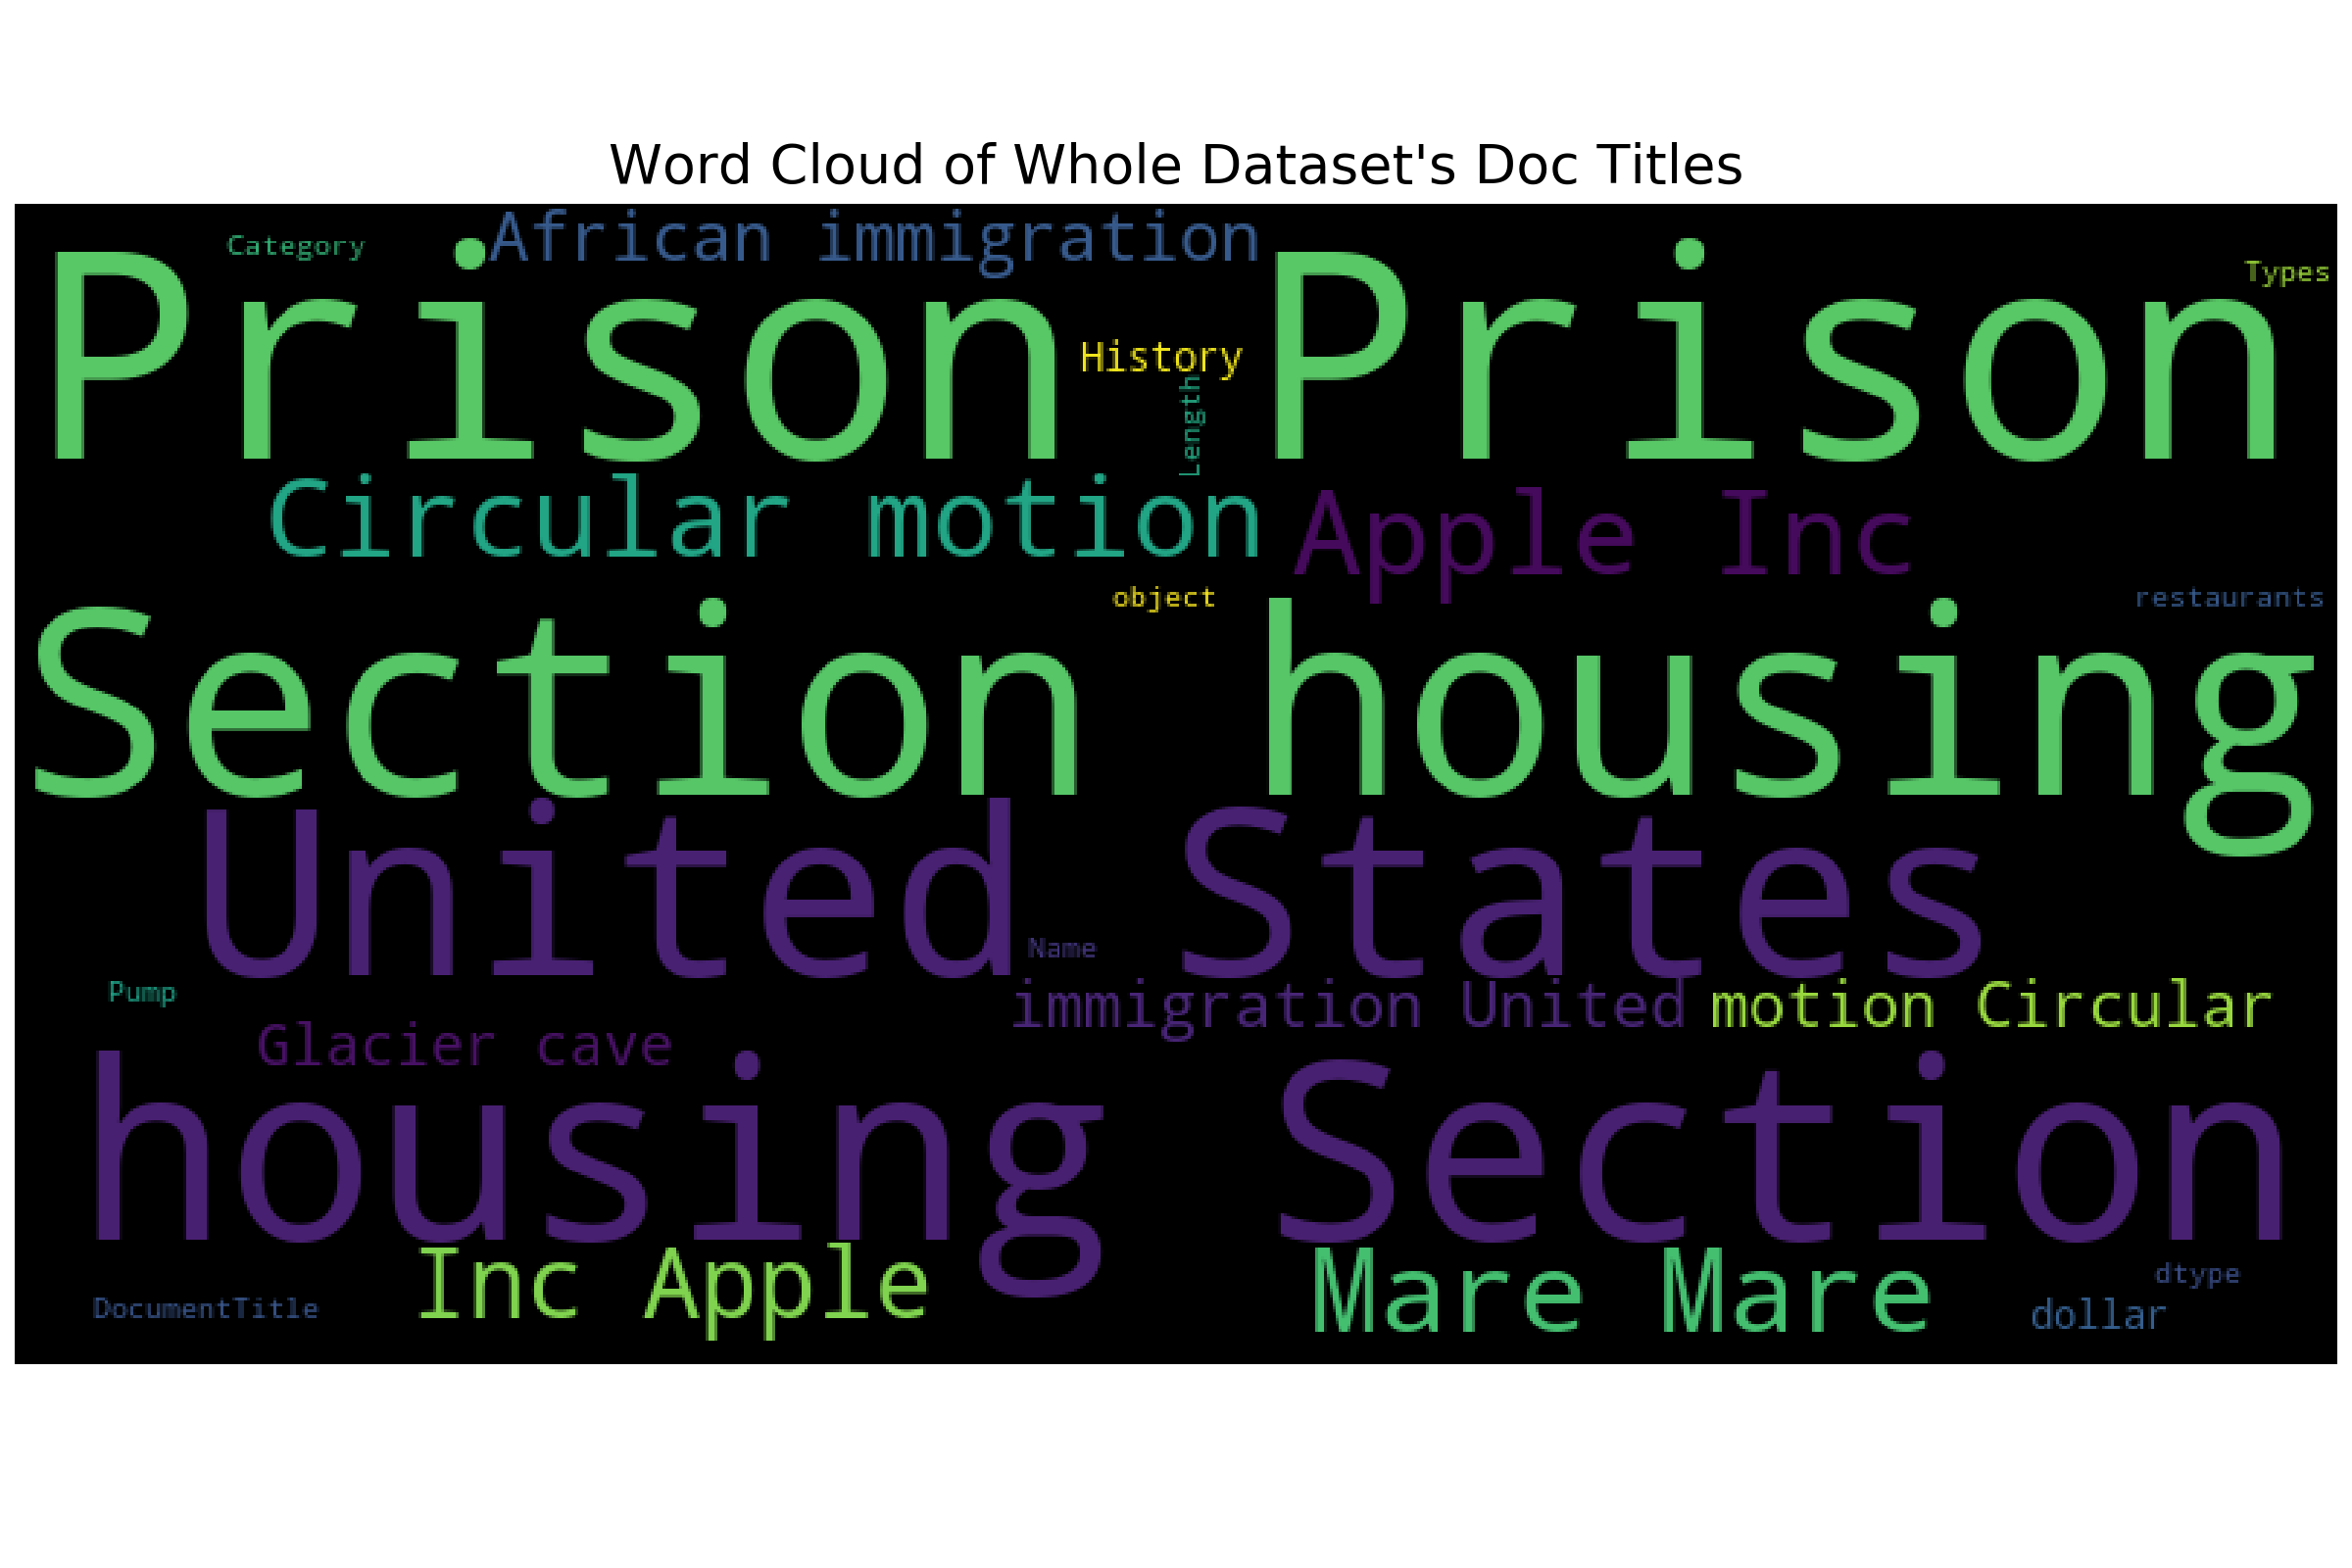 Word Cloud of Whole Dataset's Doc Titles
African immigration
Category
Prison Prison
Types
History
Length
Circular motion
Apple Inc
object
restaurants
Section housing
United States
Name
Pump
immigration United
motion Circular
Glacier cave
housing Section
Inc Apple
Mare Mare
dtype
DocumentTitle
dollar